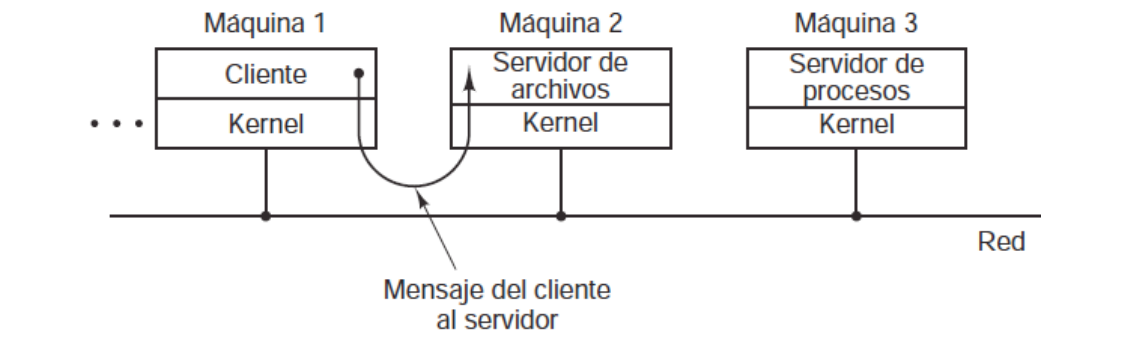 Máquina 1
Máquina 2
Máquina 3
Cliente
Servidor de
archivos
Servidor de
procesos
Kernel
Kernel
Kernel
Red
Mensaje del cliente
al servidor